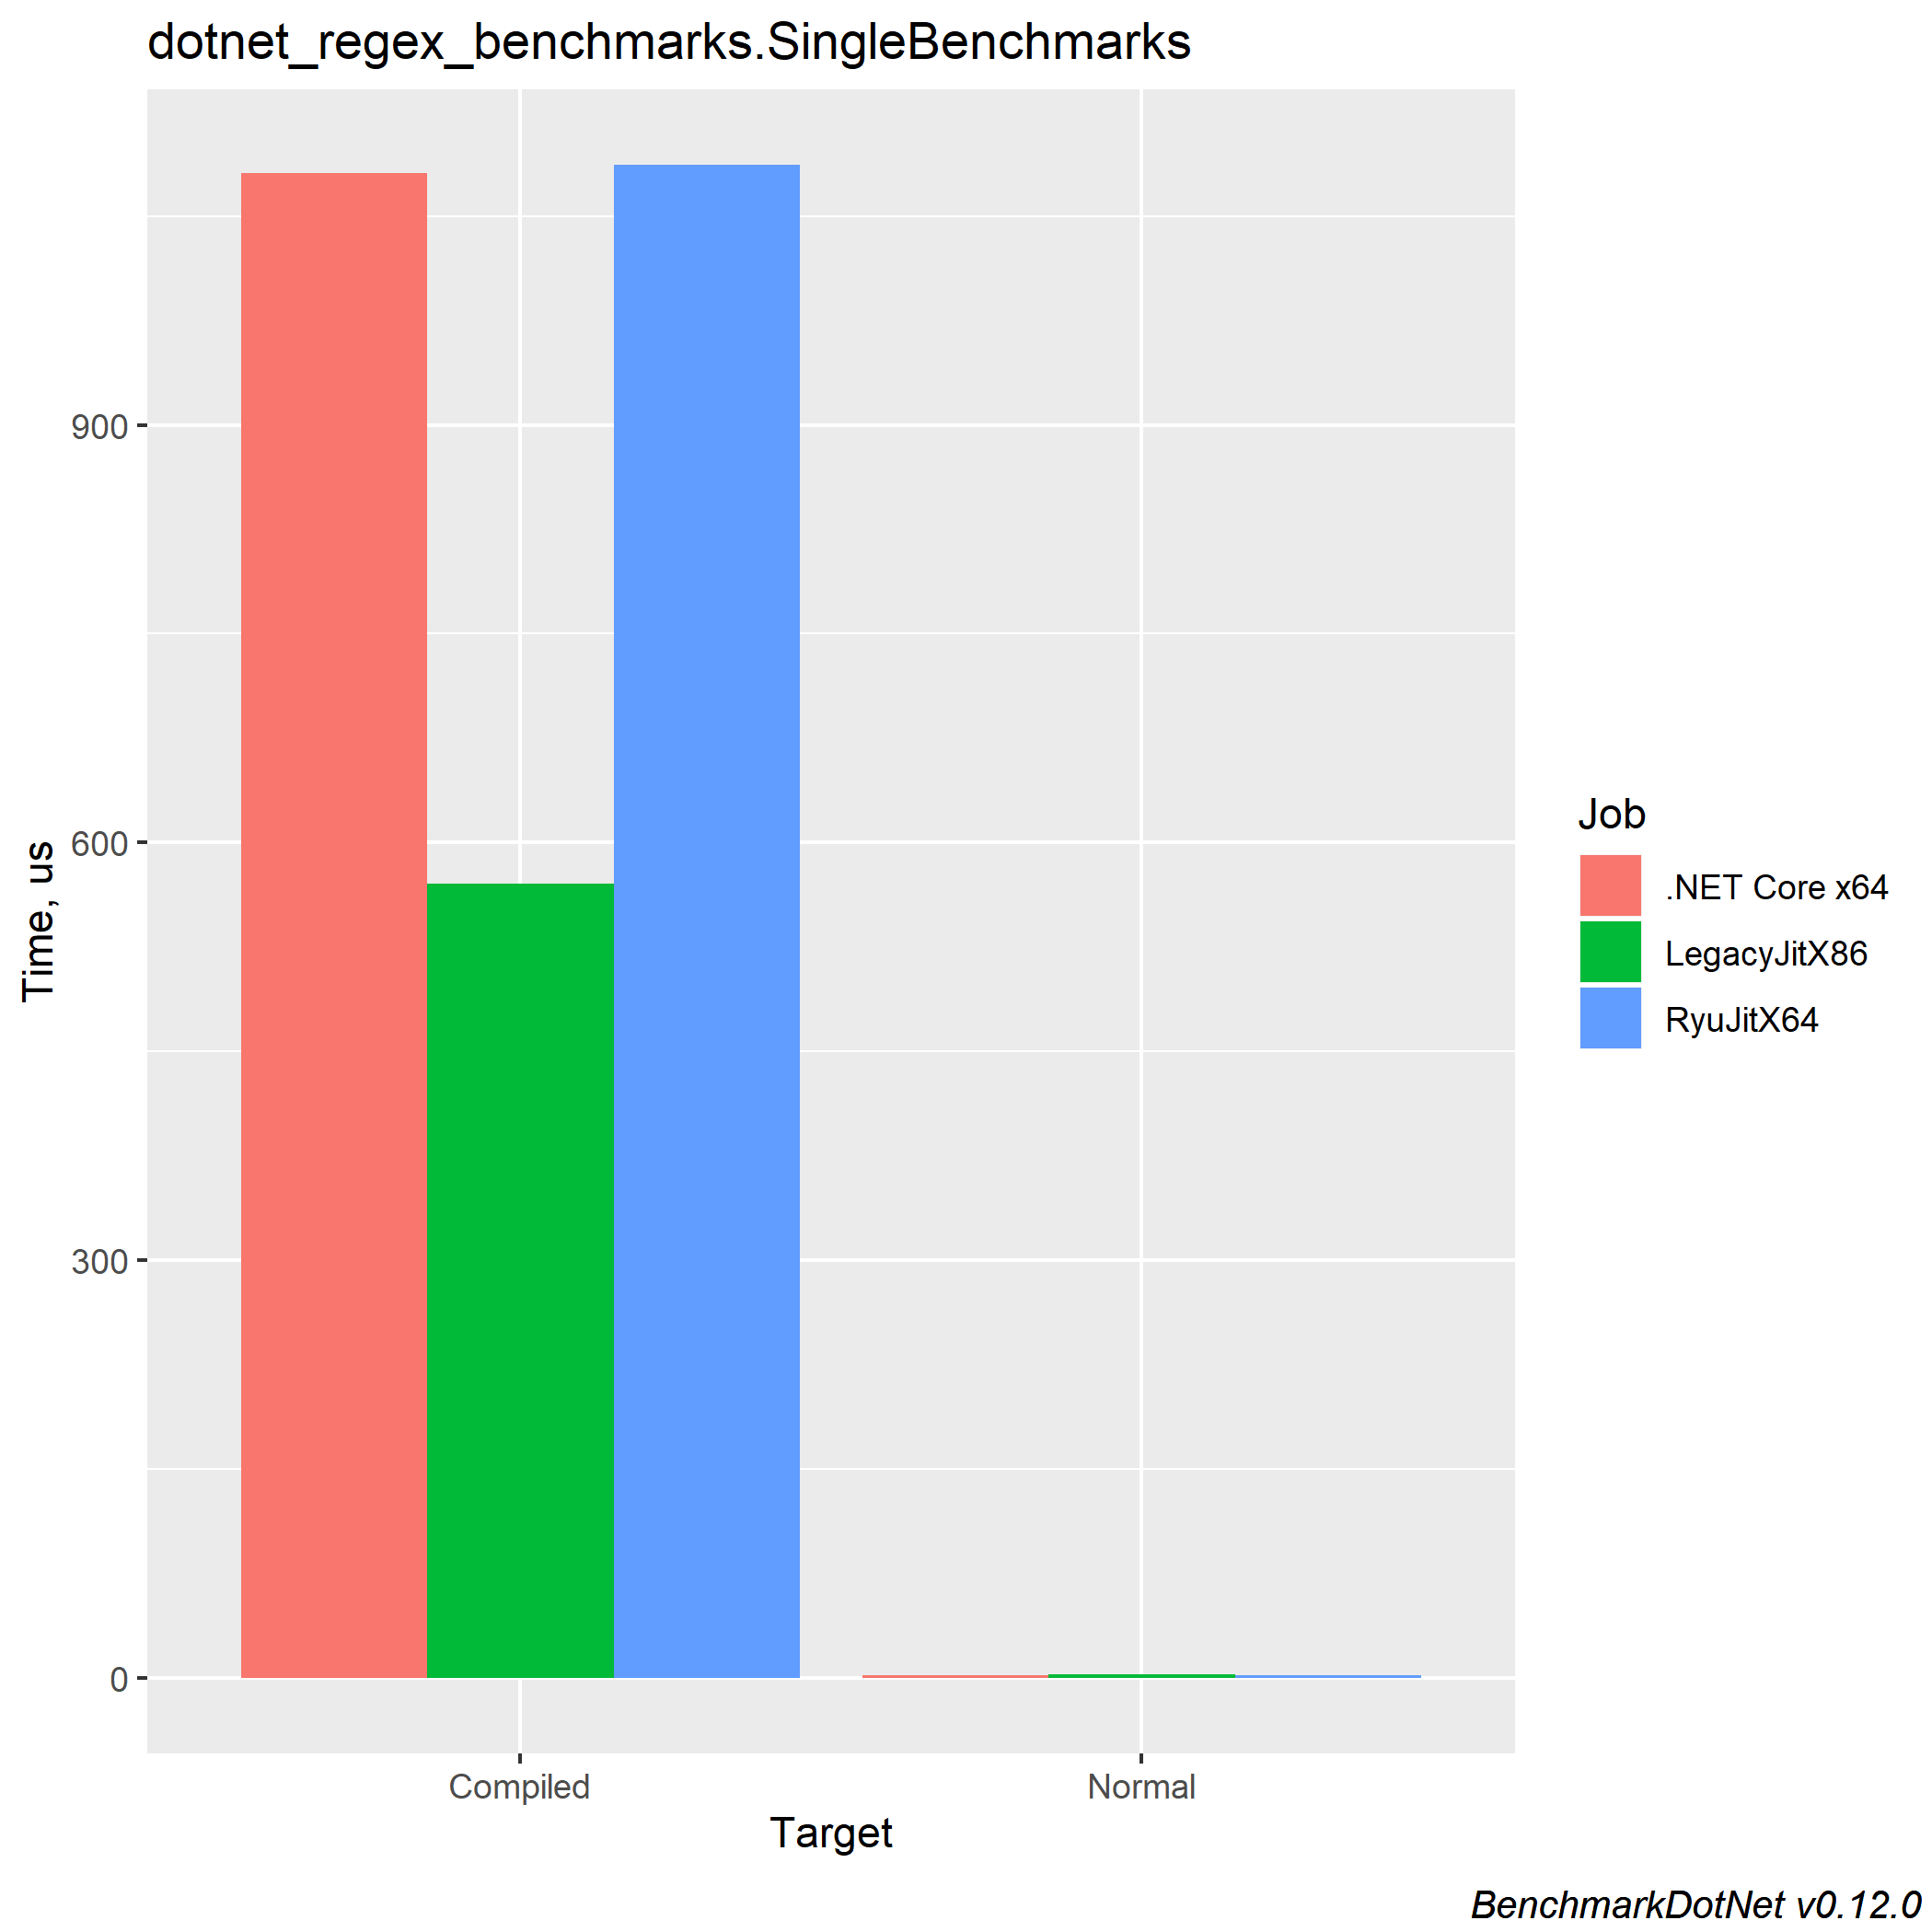 dotnet_regex_benchmarks.SingleBenchmarks
900
600
300
0
Time, us
Compiled
Normal
Target
Job
.NET Core x64
LegacyJitX86
RyuJitX64
BenchmarkDotNet v0.12.0